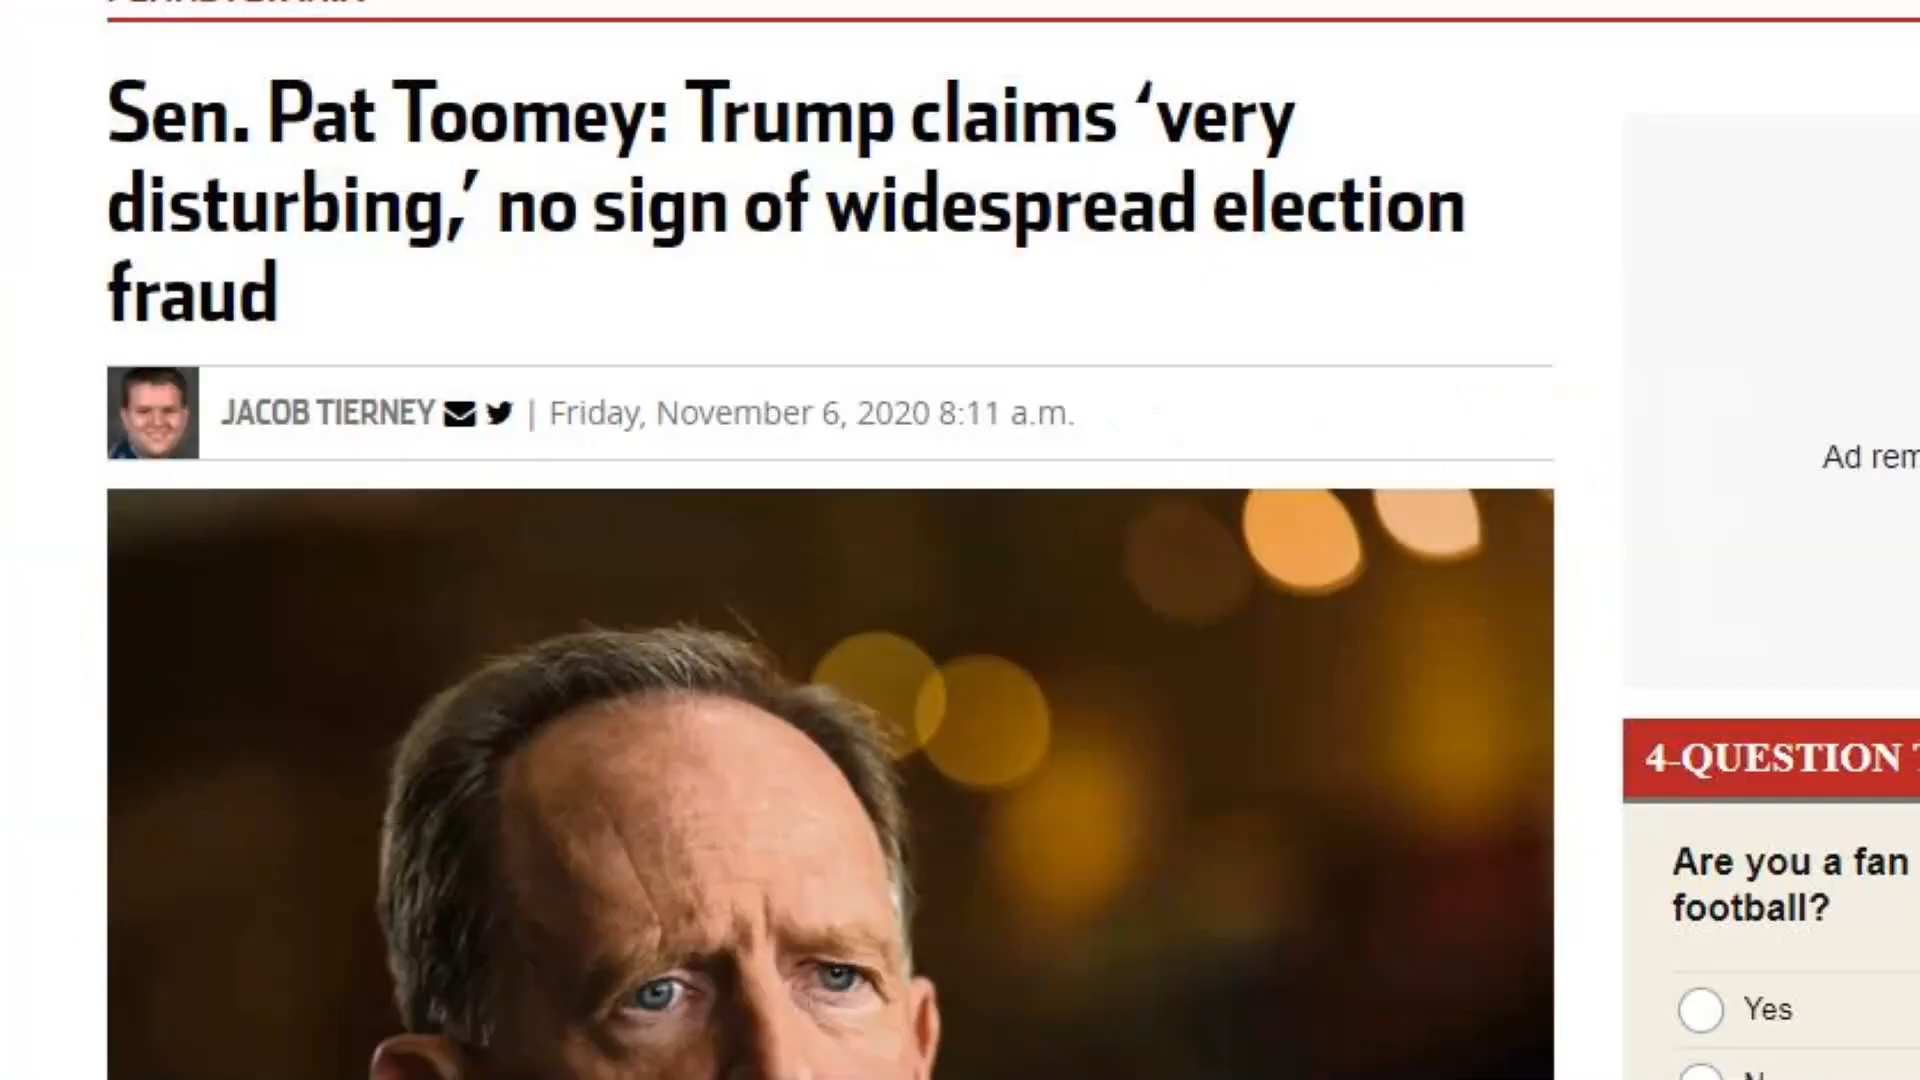 Sen. Pat Toomey: Trump claims ‘very
disturbing,’ no sign of widespread election
fraud
JACOB TIERNEY | Friday, November 6, 2020 8:11 a.m.
Ad rem
4-QUESTION
Are you a fan
football?
Yes